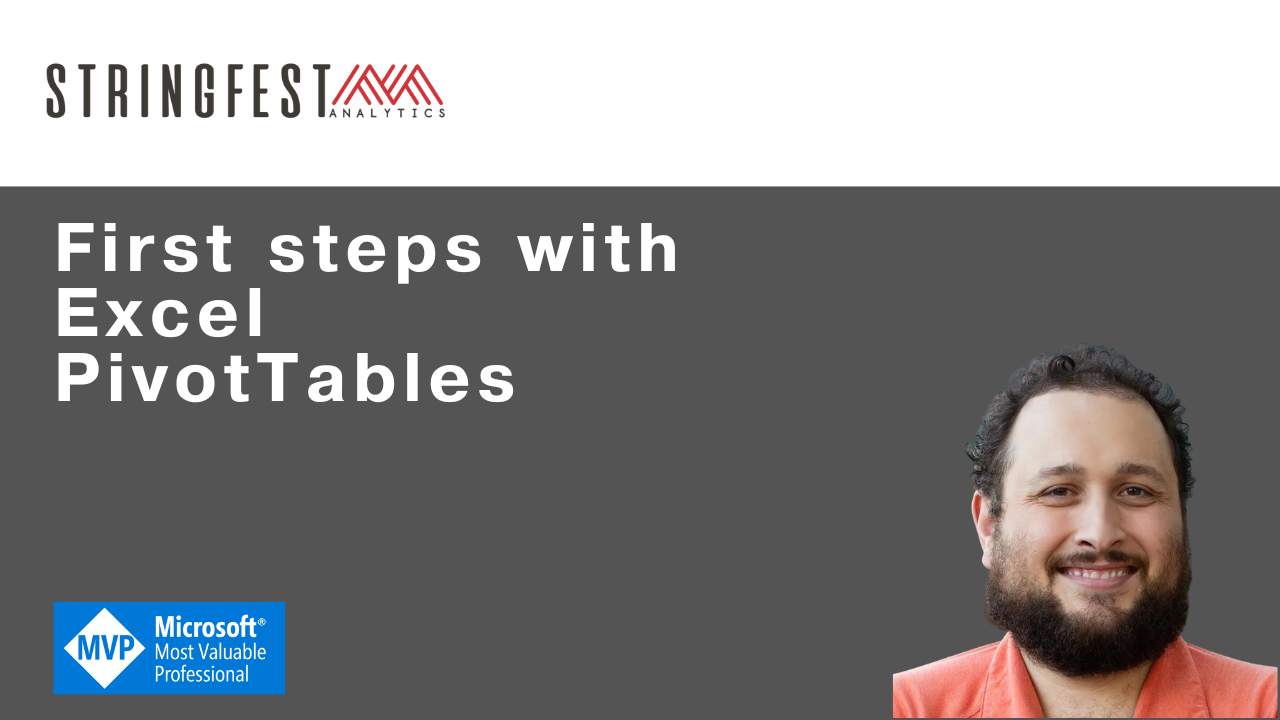 STRINGFEST
ANALYTICS
First steps with
Excel
PivotTables
MVP
Microsoft®
Most Valuable
Professional